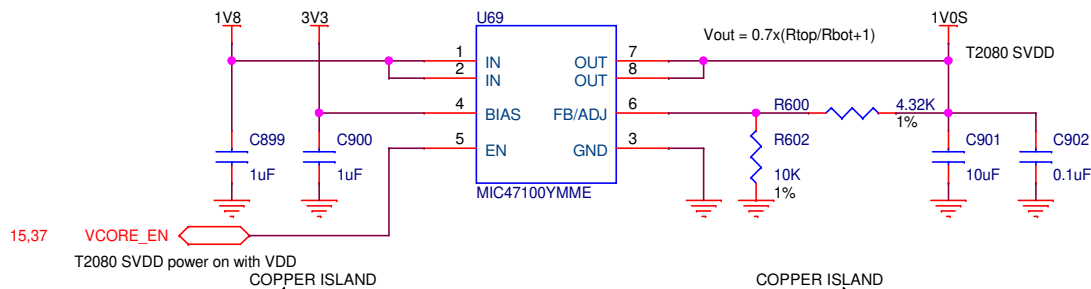 1V8
3V3
U69
1V0S
Vout = 0.7x(Rtop/Rbot+1)
T2080 SVDD
1
IN
OUT
7
2
IN
OUT
8
4
BIAS
FB/ADJ
6
R600
4.32K
1%
C899
1uF
C900
1uF
5
EN
GND
3
R602
10K
1%
C901
10uF
C902
0.1uF
MIC47100YMME
15,37
VCORE_EN
T2080 SVDD power on with VDD
COPPER ISLAND
COPPER ISLAND